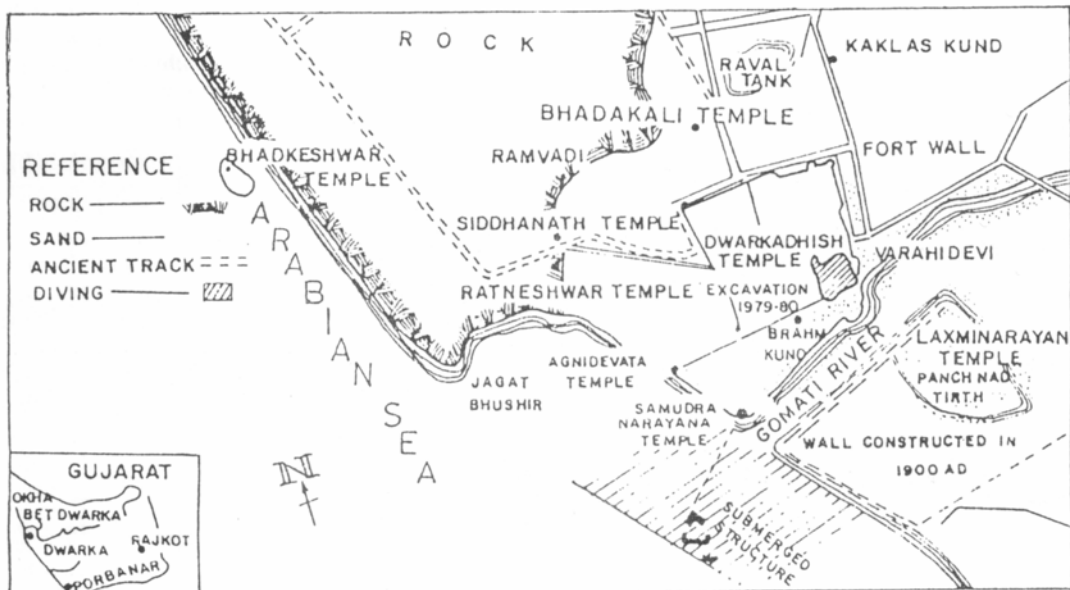 ROCK
KAKLAS KUND
RAVAL
TANK
BHADAKALI TEMPLE
RAMVADI
FORT WALL
BHADKESHWAR
TEMPLE
REFERENCE
ROCK
SAND
ANCIENT TRACK
DIVING
ARABIAN SEA
SIDDHANATH TEMPLE
DWARKADHISH
TEMPLE
VARAHIDEVI
RATNESHWAR TEMPLE
EXCAVATION
1979-80
BRAHM
KUND
GOMATI RIVER
LAXMINARAYAN
TEMPLE
PANCH NAD
TIRTH
JAGAT
BHUSHIR
AGNIDEVATA
TEMPLE
SAMUDRA
NARAYANA
TEMPLE
WALL CONSTRUCTED IN
1900 AD
SUBMERGED
STRUCTURE
N
GUJARAT
OKHA
BET DWARKA
DWARKA
RAJKOT
PORBANAR